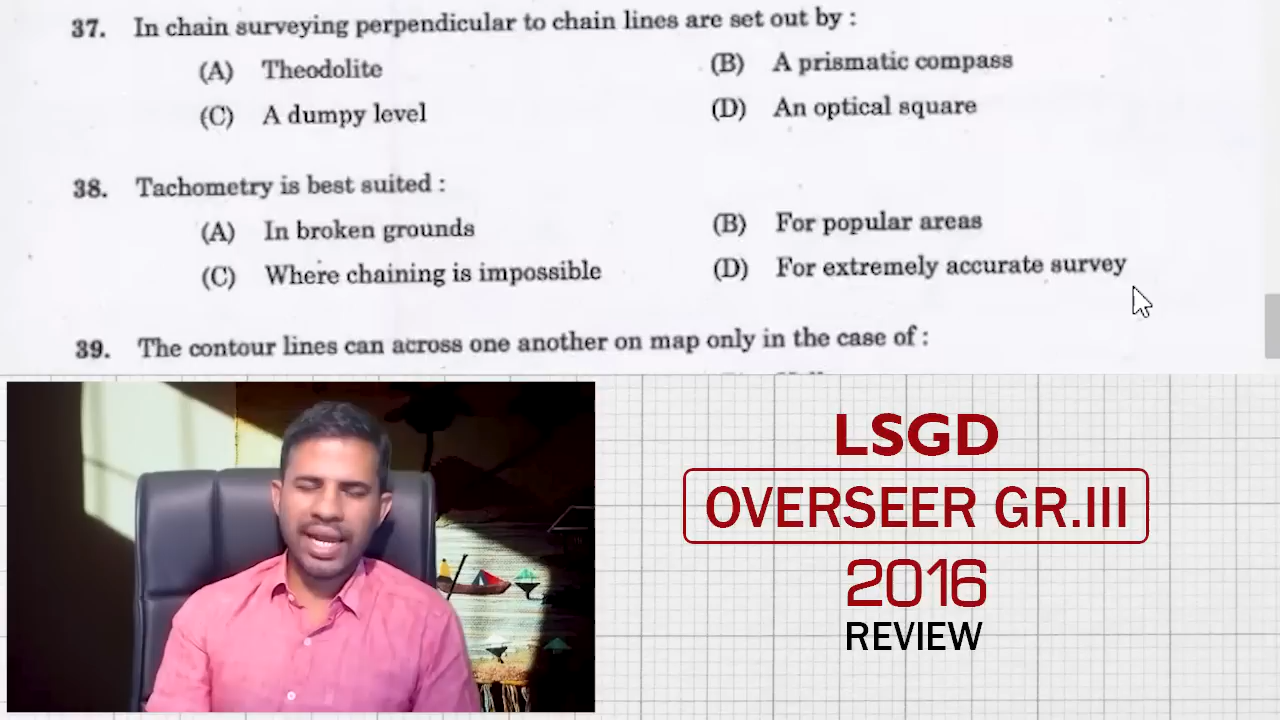 37. In chain surveying perpendicular to chain lines are set out by :
(A) Theodolite (B) A prismatic compass
(C) A dumpy level (D) An optical square
38. Tachometry is best suited :
(A) In broken grounds (B) For popular areas
(C) Where chaining is impossible (D) For extremely accurate survey
39. The contour lines can across one another on map only in the case of :
LSGD
OVERSEER GR.III
2016
REVIEW